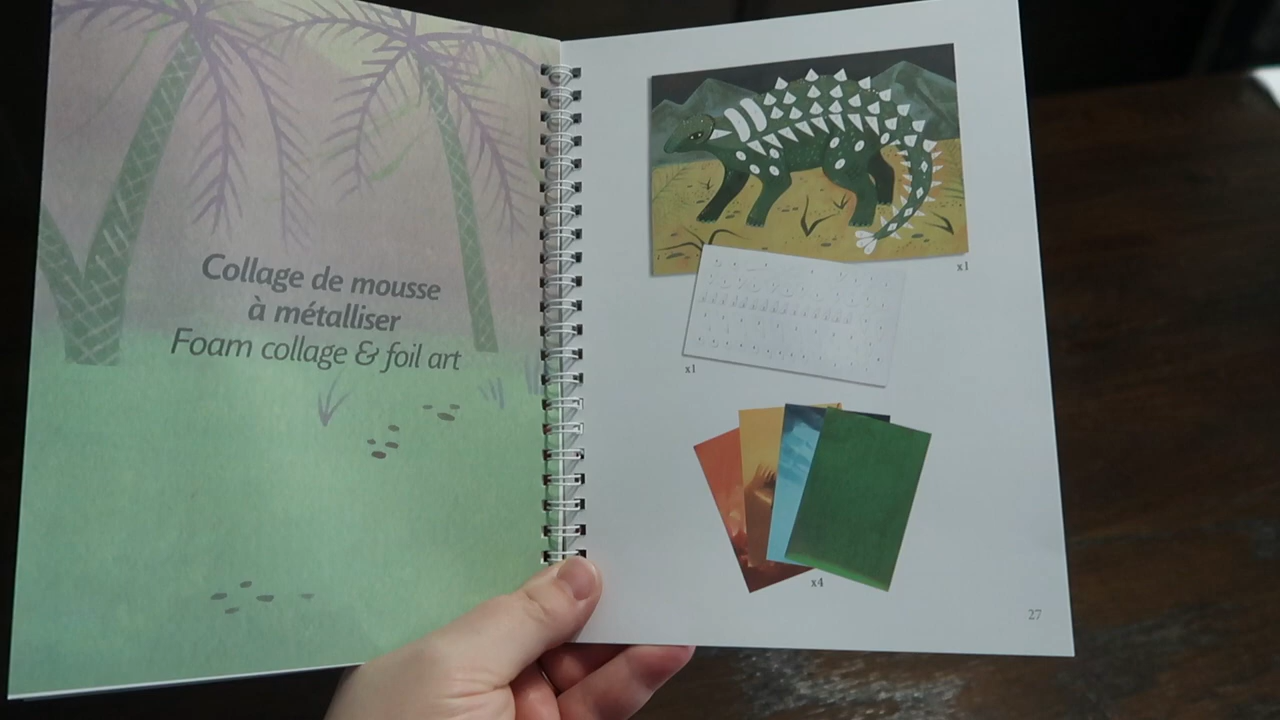 Collage de mousse
à métalliser
Foam collage & foil art
x1
x1
x4
27